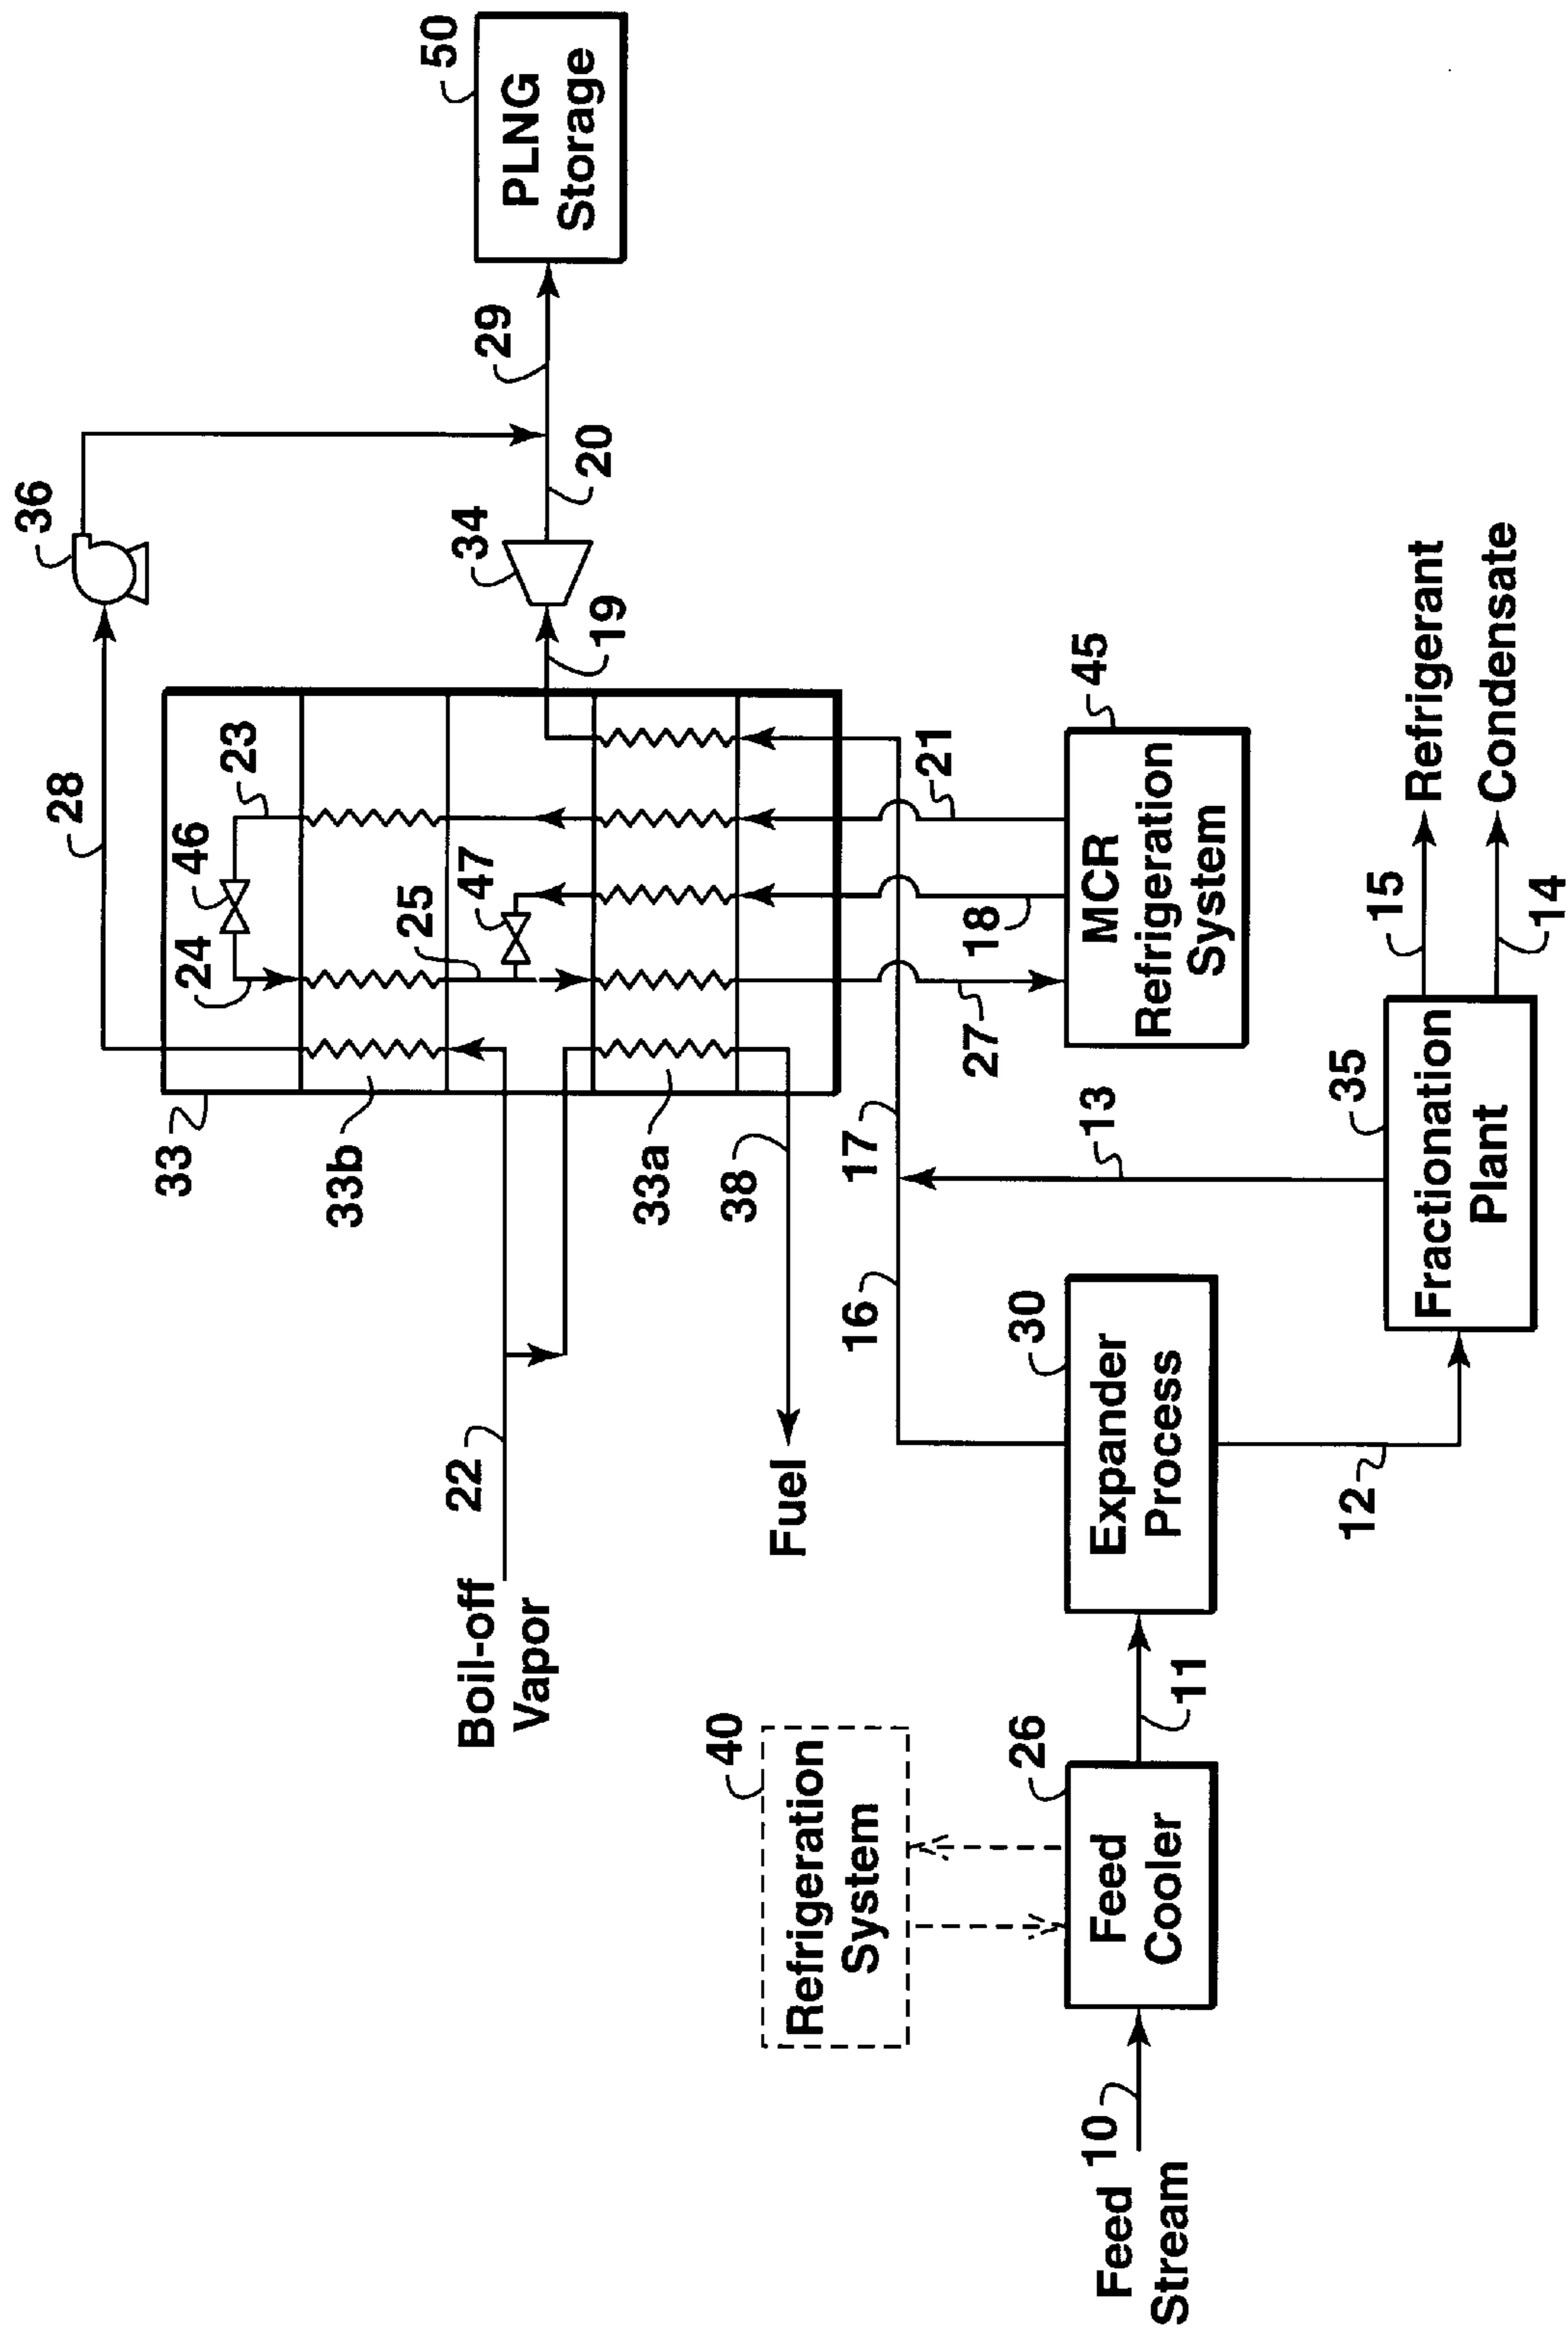 36
28
33
33b
33a
46
23
24
25
47
22
Boil-off
Vapor
38
Fuel
34
19
20
29
50
PLNG
Storage
40
Refrigeration
System
Feed 10
Stream
26
Feed
Cooler
11
30
Expander
Process
12
16
17
13
27
18
21
45
MCR
Refrigeration
System
35
Fractionation
Plant
15
Refrigerant
14
Condensate